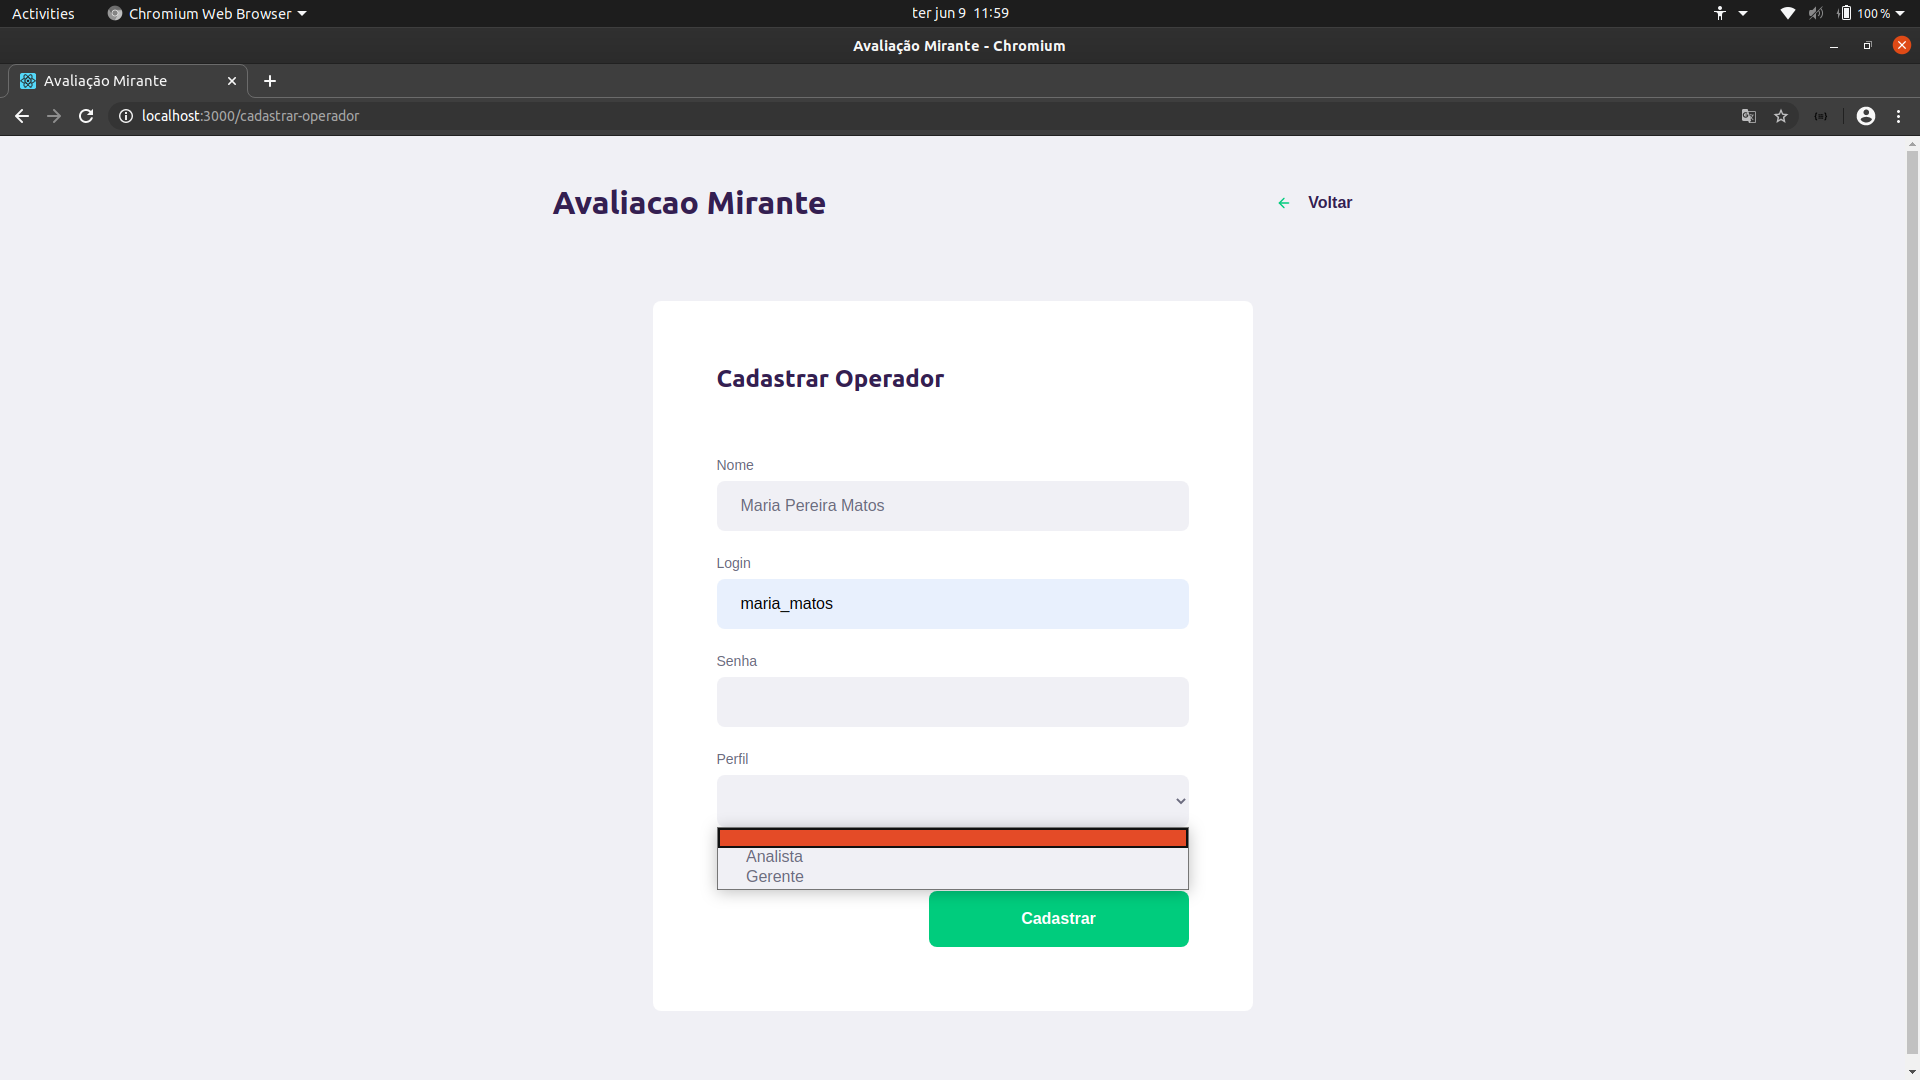 Activities
Chromium Web Browser
ter jun 9 11:59
100 %
Avaliação Mirante - Chromium
Avaliação Mirante
localhost:3000/cadastrar-operador
Avaliacao Mirante
Voltar
Cadastrar Operador
Nome
Maria Pereira Matos
Login
maria_matos
Senha
Perfil
Analista
Gerente
Cadastrar